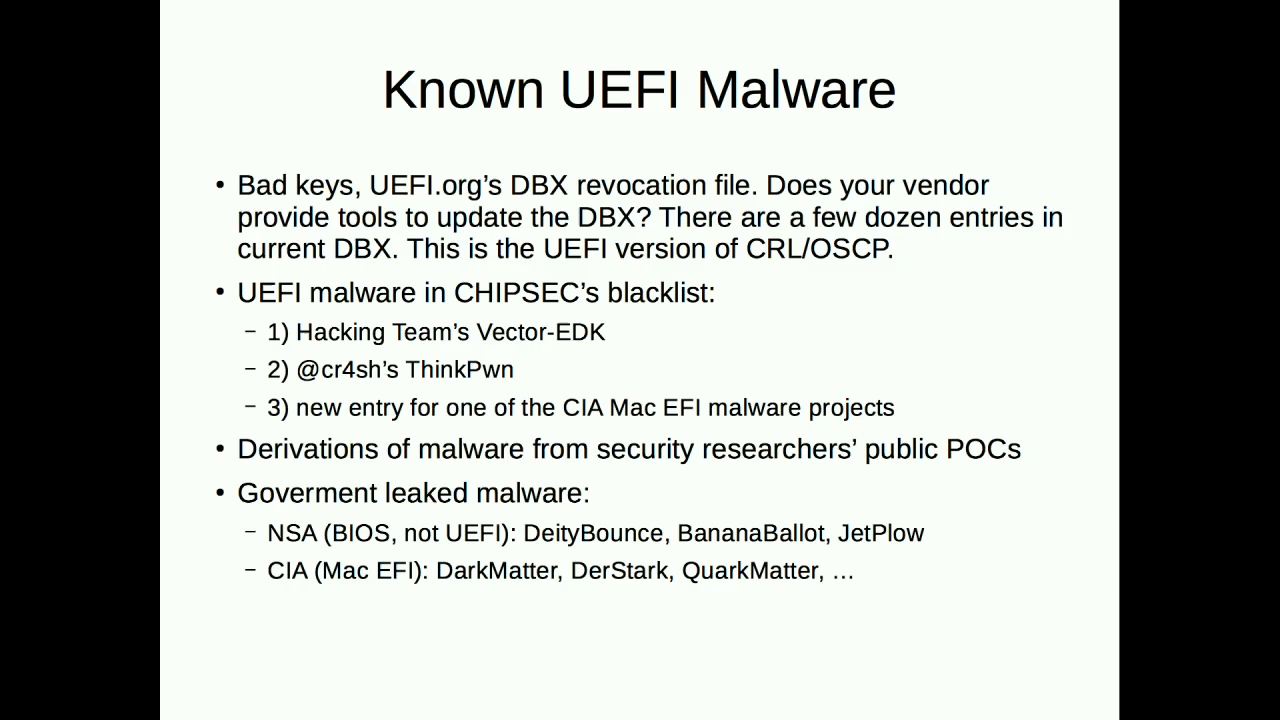 Known UEFI Malware
• Bad keys, UEFI.org’s DBX revocation file. Does your vendor
provide tools to update the DBX? There are a few dozen entries in
current DBX. This is the UEFI version of CRL/OSCP.
• UEFI malware in CHIPSEC’s blacklist:
– 1) Hacking Team’s Vector-EDK
– 2) @cr4sh’s ThinkPwn
– 3) new entry for one of the CIA Mac EFI malware projects
• Derivations of malware from security researchers’ public POCs
• Goverment leaked malware:
– NSA (BIOS, not UEFI): DeityBounce, BananaBallot, JetPlow
– CIA (Mac EFI): DarkMatter, DerStark, QuarkMatter, …